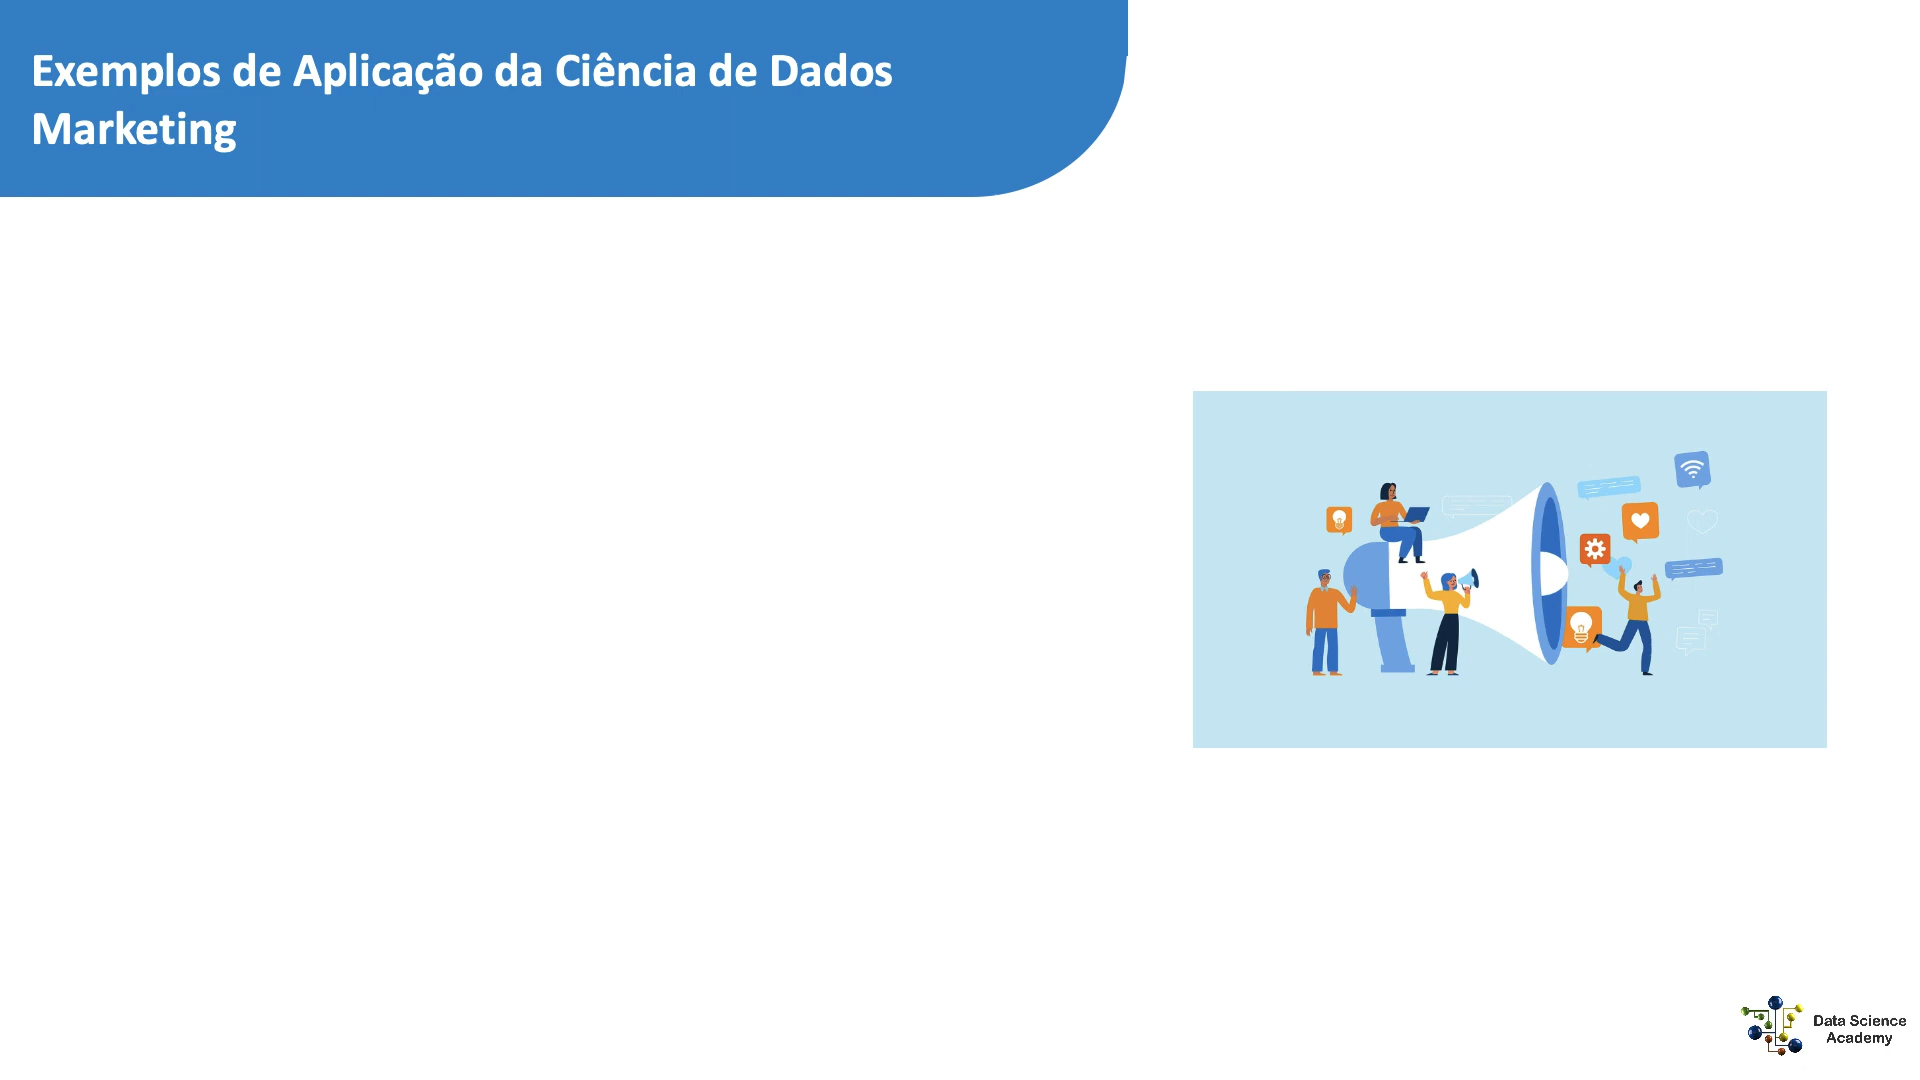 Exemplos de Aplicação da Ciência de Dados
Marketing
Data Science
Academy